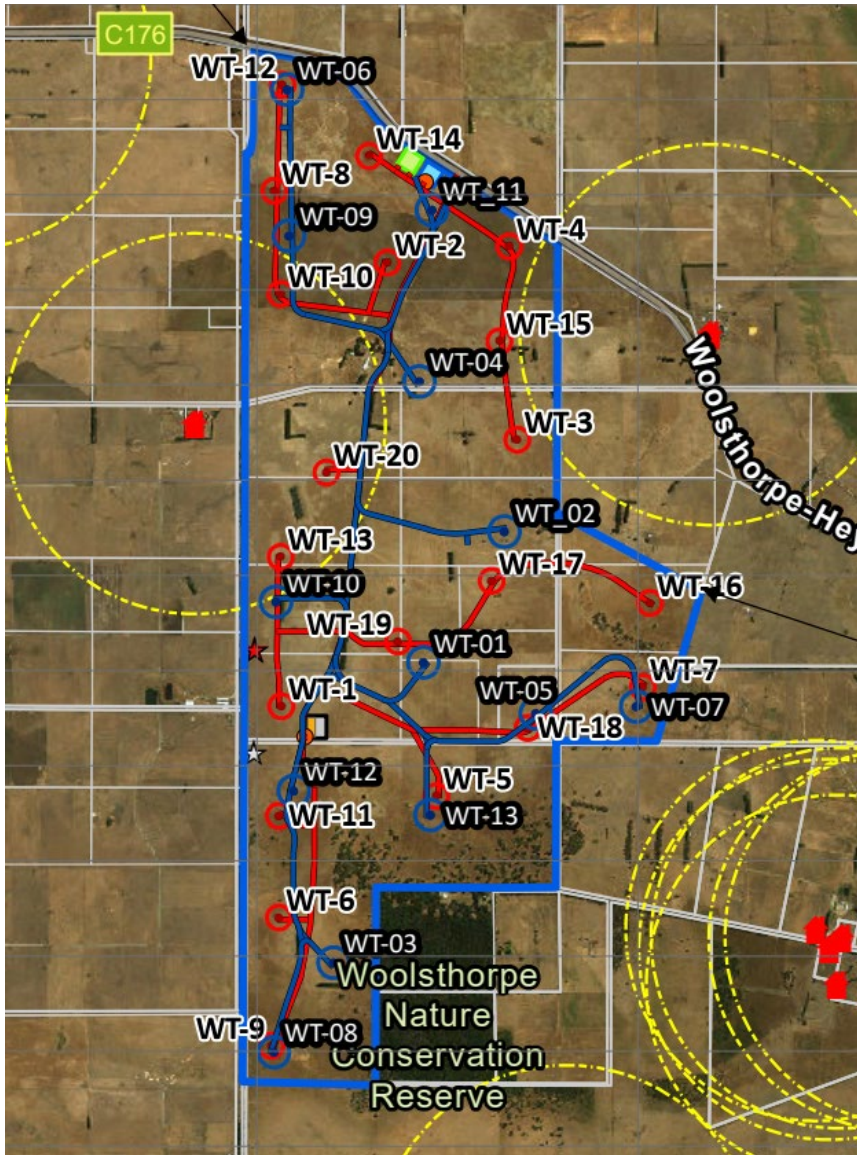 C176
WT-12
WT-06
WT-14
WT-8
WT_11
WT-09
WT-2
WT-4
WT-10
WT-15
WT-04
Woolsthorpe-Hey
WT-3
WT-20
WT_02
WT-13
WT-17
WT-10
WT-16
WT-19
WT-01
WT-7
WT-1
WT-05
WT-07
WT-18
WT-12
WT-5
WT-11
WT-13
WT-6
WT-03
Woolsthorpe
Nature
WT-9
WT-08
Conservation
Reserve